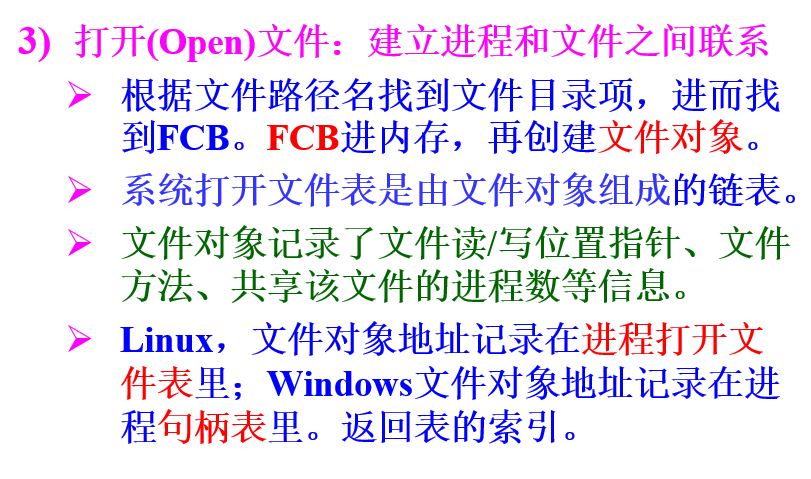 3) 打开(Open)文件：建立进程和文件之间联系
➢ 根据文件路径名找到文件目录项，进而找
到FCB。FCB进内存，再创建文件对象。
➢ 系统打开文件表是由文件对象组成的链表。
➢ 文件对象记录了文件读/写位置指针、文件
方法、共享该文件的进程数等信息。
➢ Linux，文件对象地址记录在进程打开文
件表里；Windows文件对象地址记录在进
程句柄表里。返回表的索引。